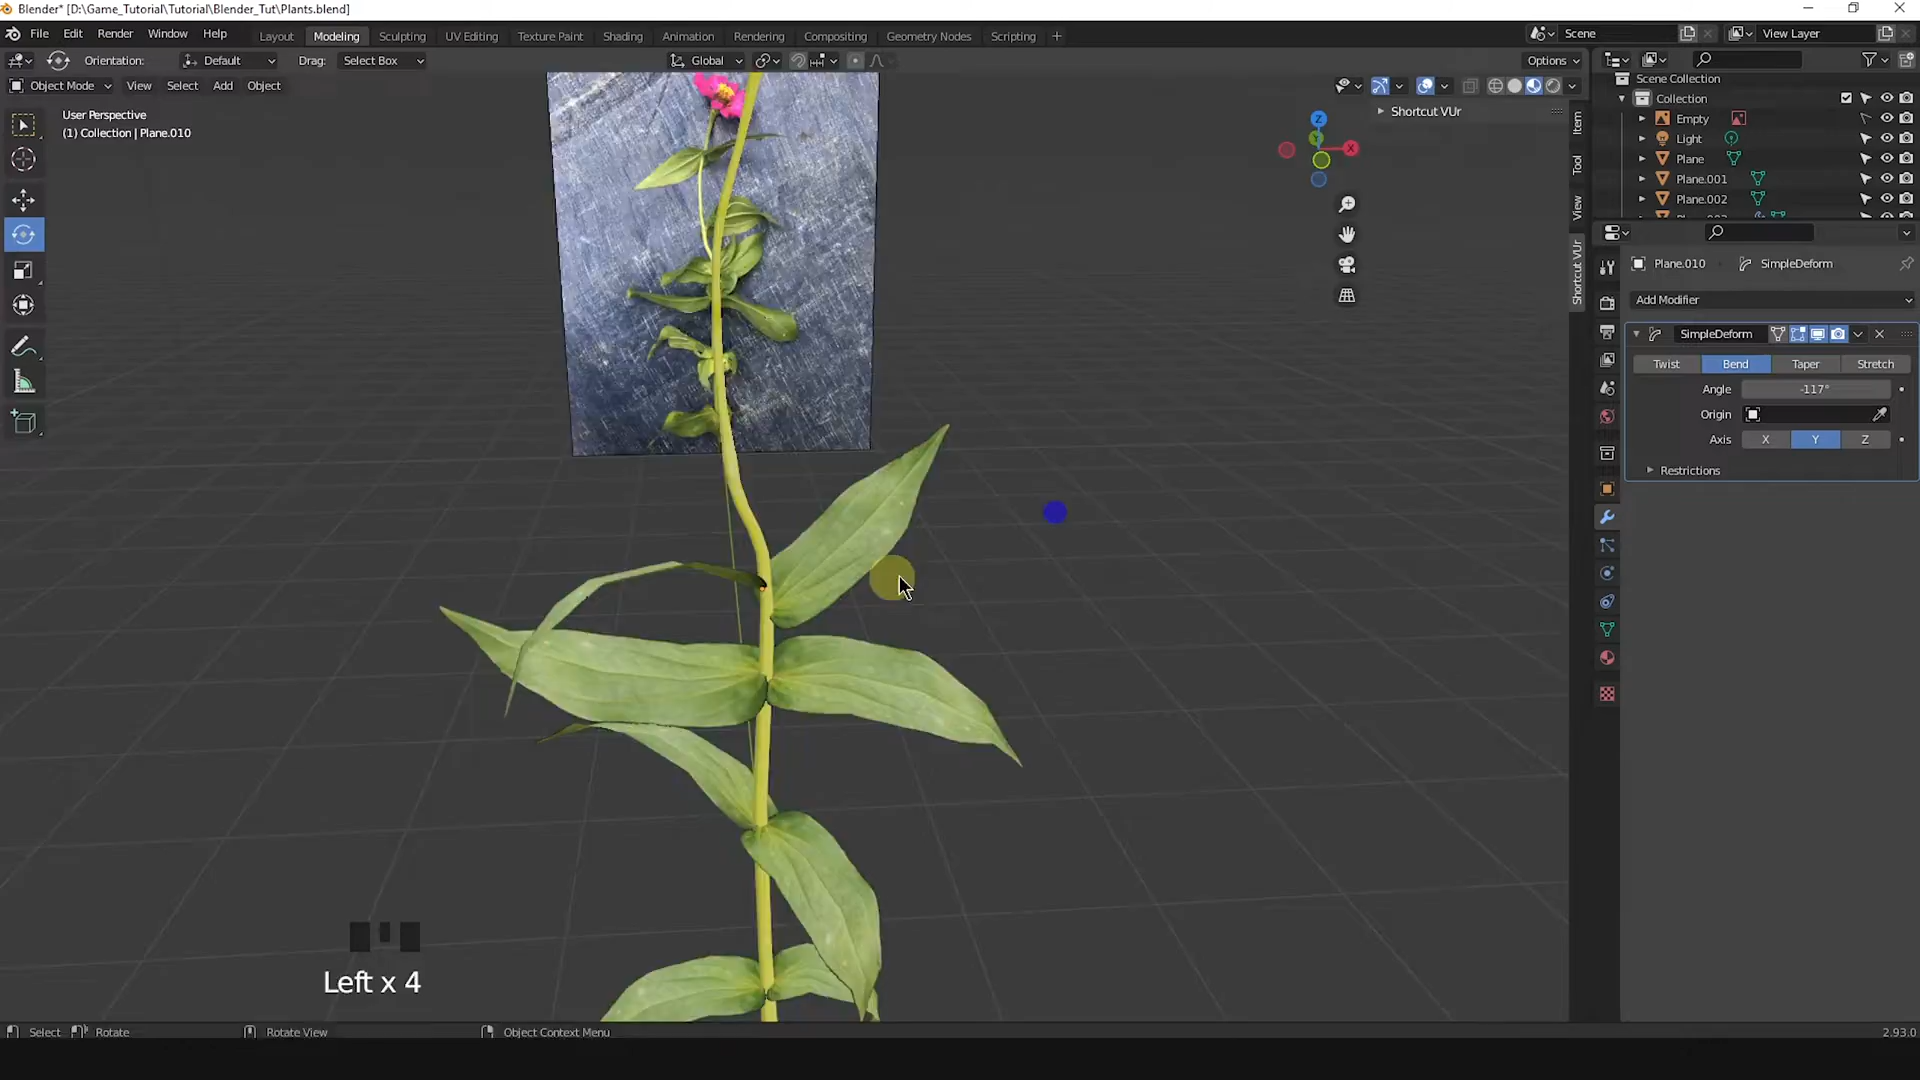 Blender* [D:\Game_Tutorial\Tutorial\Blender_Tut\Plants.blend]
File Edit Render Window Help Layout Modeling Sculpting UV Editing Texture Paint Shading Animation Rendering Compositing Geometry Nodes Scripting + Scene View Layer
Orientation: Default Drag: Select Box Global Options
Object Mode View Select Add Object
Scene Collection
Collection
Empty
Light
Plane
Plane.001
Plane.002
User Perspective
(1) Collection | Plane.010
Shortcut VUr
Z
Y
X
Item
Tool
View
Shortcut VUr
Plane.010 SimpleDeform
Add Modifier
SimpleDeform
Twist Bend Taper Stretch
Angle -117°
Origin
Axis X Y Z
Restrictions
Left x 4
Select Rotate Rotate View Object Context Menu 2.93.0